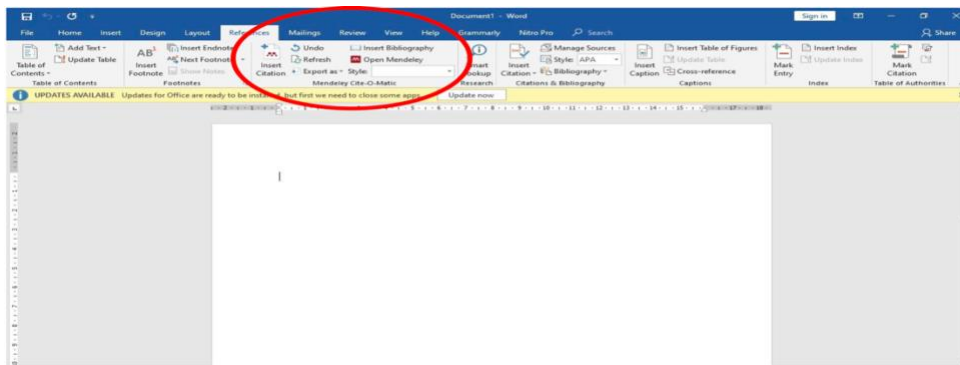 Document1 - Word
Sign in
File Home Insert Design Layout References Mailings Review View Help Grammarly Nitro Pro Search Share
Table of Contents
Add Text
Update Table
Table of Contents
AB¹
Insert Footnote
Insert Endnote
Next Footnote
Show Notes
Footnotes
Insert Citation
Undo
Refresh
Export as
Insert Bibliography
Open Mendeley
Style:
Mendeley Cite-O-Matic
Lookup
Research
Insert Citation
Manage Sources
Style: APA
Bibliography
Citations & Bibliography
Insert Caption
Insert Table of Figures
Update Table
Cross-reference
Captions
Mark Entry
Insert Index
Update Index
Index
Mark Citation
Table of Authorities
UPDATES AVAILABLE Updates for Office are ready to be installed, but first we need to close some apps. Update now